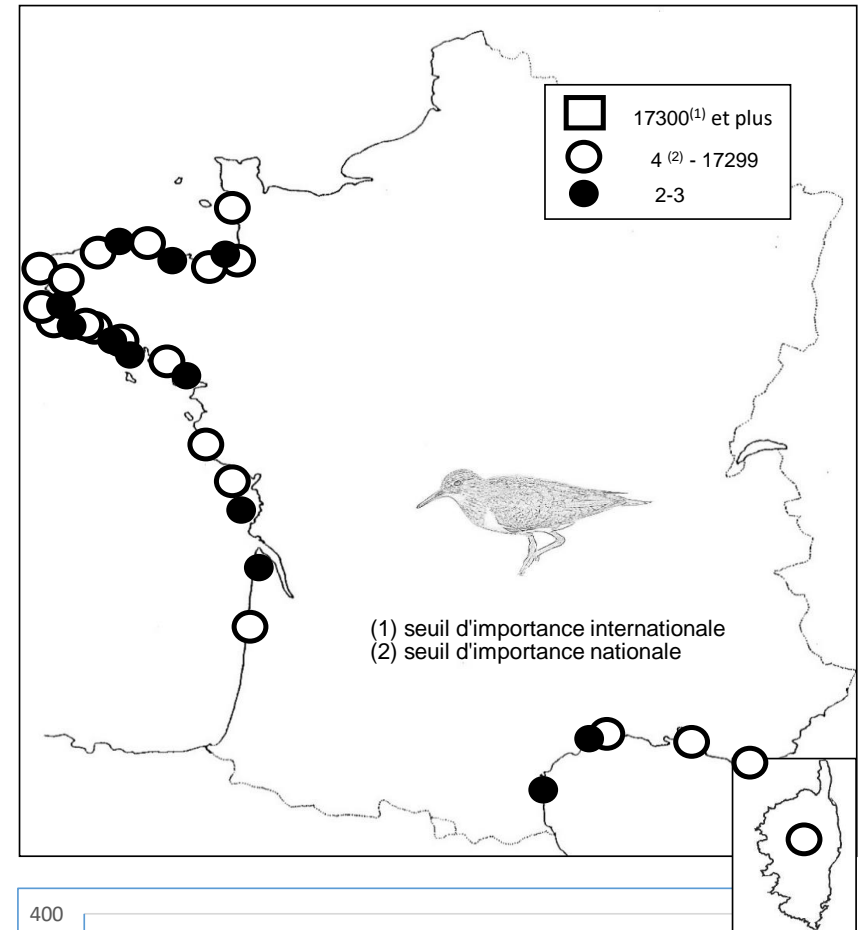 17300⁽¹⁾ et plus
4 ⁽²⁾ - 17299
2-3
(1) seuil d'importance internationale
(2) seuil d'importance nationale
400